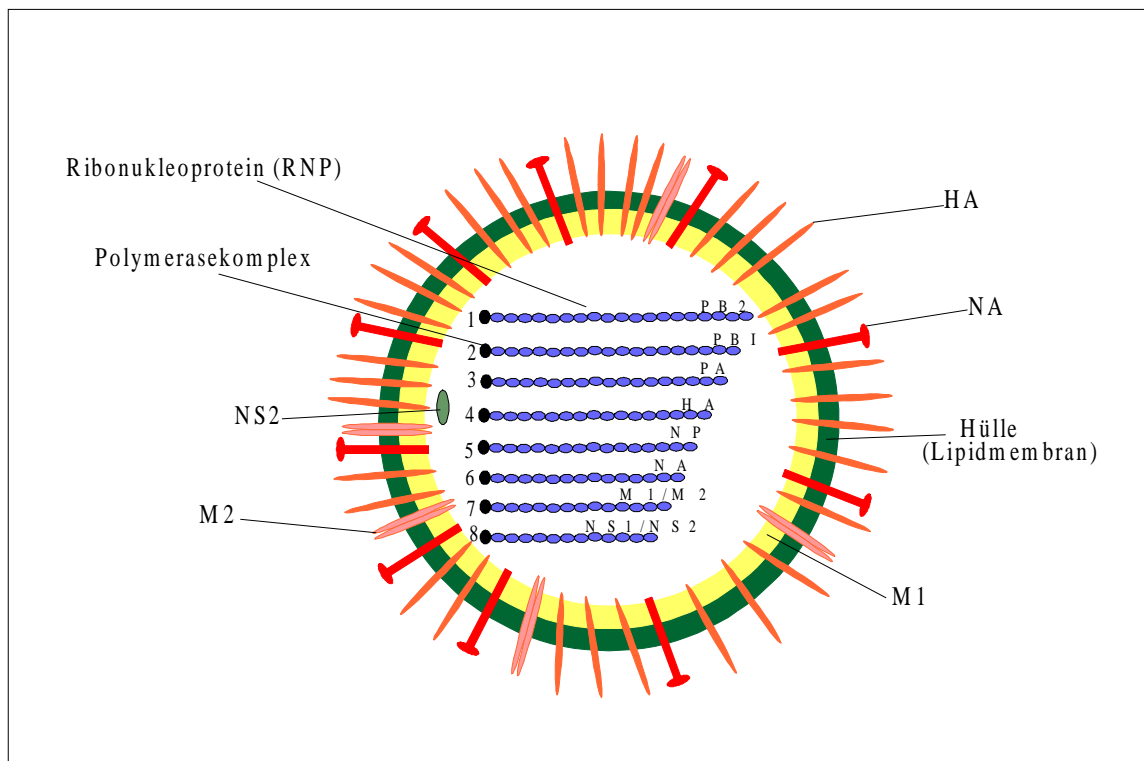 Ribonukleoprotein (RNP)
HA
Polymerasekomplex
NA
1 PB2
2 PBI
3 PA
4 HA
NS2
5 NP
Hülle
(Lipidmembran)
6 NA
7 M1/M2
M2
8 NS1/NS2
M1